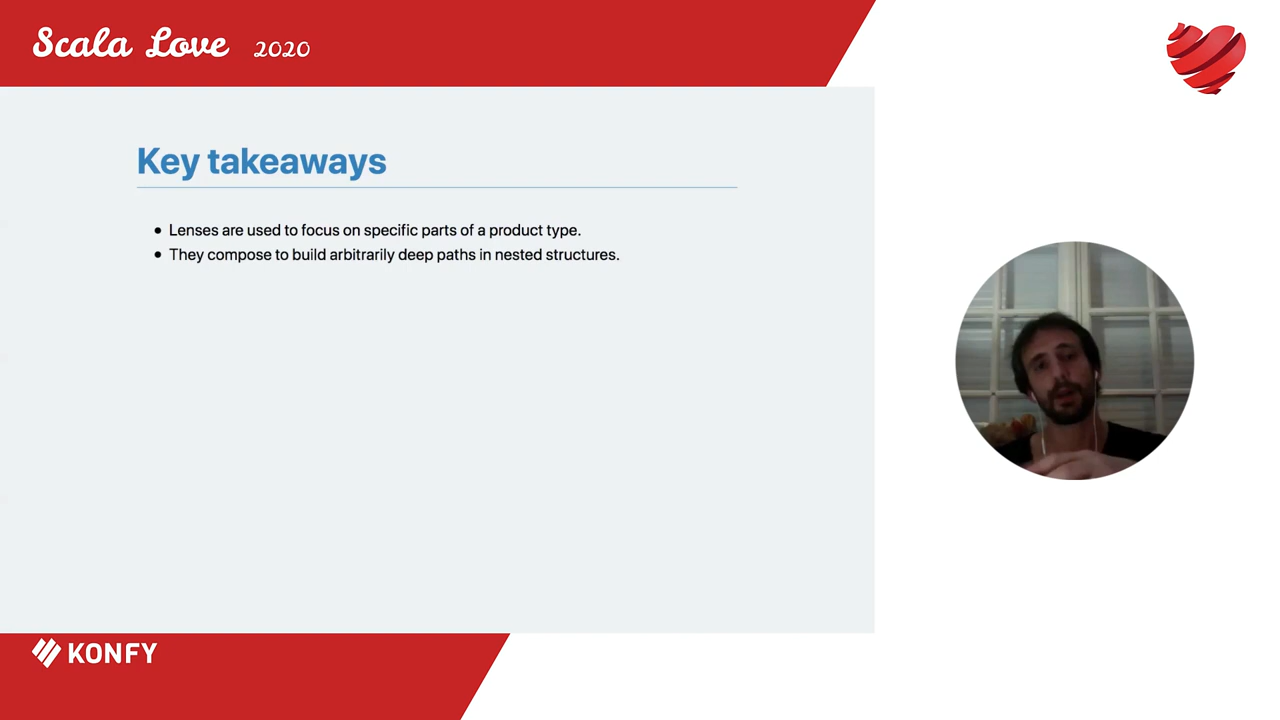 Scala Love 2020
Key takeaways
• Lenses are used to focus on specific parts of a product type.
• They compose to build arbitrarily deep paths in nested structures.
KONFY